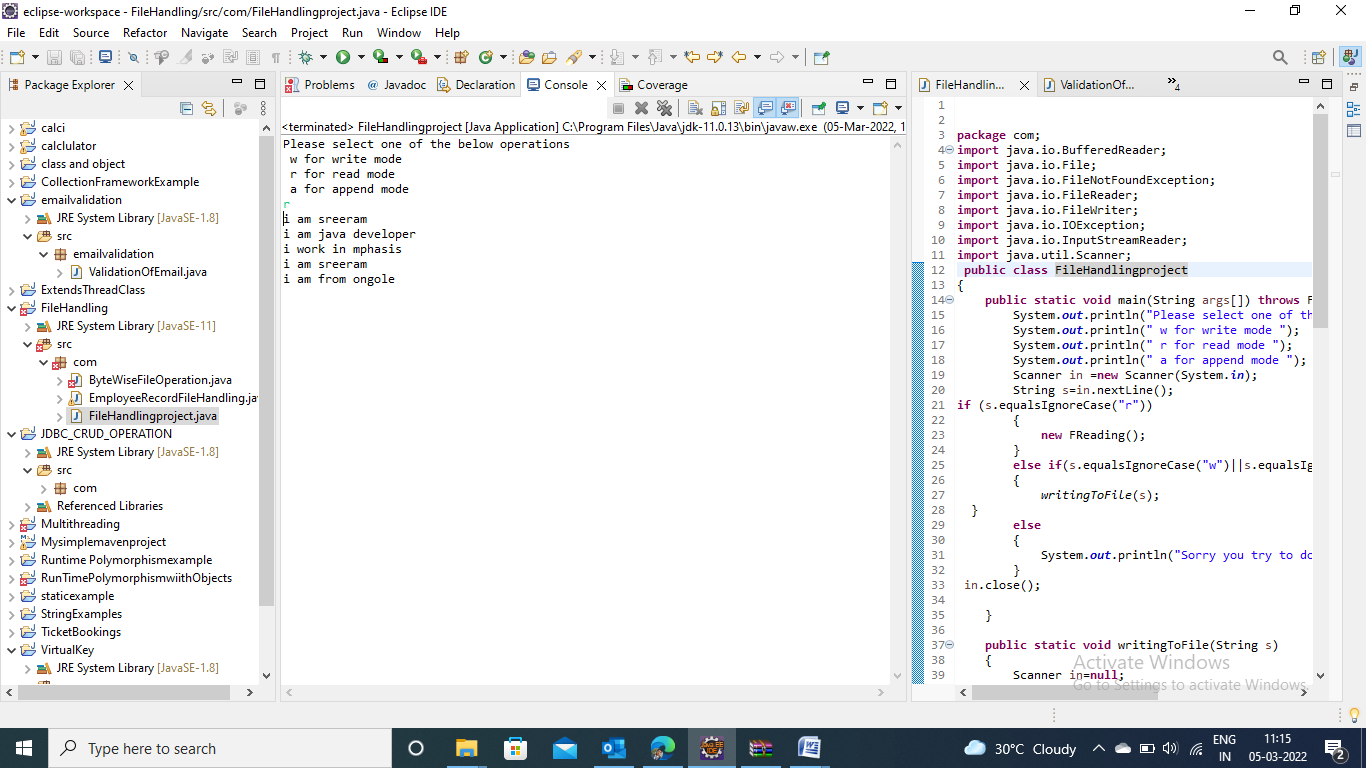 eclipse-workspace - FileHandling/src/com/FileHandlingproject.java - Eclipse IDE
File Edit Source Refactor Navigate Search Project Run Window Help
Package Explorer
calci
calclulator
class and object
CollectionFrameworkExample
emailvalidation
JRE System Library [JavaSE-1.8]
src
emailvalidation
ValidationOfEmail.java
ExtendsThreadClass
FileHandling
JRE System Library [JavaSE-11]
src
com
ByteWiseFileOperation.java
EmployeeRecordFileHandling.ja
FileHandlingproject.java
JDBC_CRUD_OPERATION
JRE System Library [JavaSE-1.8]
src
com
Referenced Libraries
Multithreading
Mysimplemavenproject
Runtime Polymorphismexample
RunTimePolymorphismwiithObjects
staticexample
StringExamples
TicketBookings
VirtualKey
JRE System Library [JavaSE-1.8]
Problems @ Javadoc Declaration Console Coverage
<terminated> FileHandlingproject [Java Application] C:\Program Files\Java\jdk-11.0.13\bin\javaw.exe (05-Mar-2022, 1
Please select one of the below operations
w for write mode
r for read mode
a for append mode
r
i am sreeram
i am java developer
i work in mphasis
i am sreeram
i am from ongole
FileHandlin... ValidationOf... »4
1
2
3 package com;
4 import java.io.BufferedReader;
5 import java.io.File;
6 import java.io.FileNotFoundException;
7 import java.io.FileReader;
8 import java.io.FileWriter;
9 import java.io.IOException;
10 import java.io.InputStreamReader;
11 import java.util.Scanner;
12 public class FileHandlingproject
13 {
14 public static void main(String args[]) throws F
15 System.out.println("Please select one of th
16 System.out.println(" w for write mode ");
17 System.out.println(" r for read mode ");
18 System.out.println(" a for append mode ");
19 Scanner in =new Scanner(System.in);
20 String s=in.nextLine();
21 if (s.equalsIgnoreCase("r"))
22 {
23 new FReading();
24 }
25 else if(s.equalsIgnoreCase("w")||s.equalsIg
26 {
27 writingToFile(s);
28 }
29 else
30 {
31 System.out.println("Sorry you try to do
32 }
33 in.close();
34
35 }
36
37 public static void writingToFile(String s)
38 {
39 Scanner in=null;
Activate Windows
Go to Settings to activate Windows.
Type here to search
30°C Cloudy
ENG
IN
11:15
05-03-2022
2